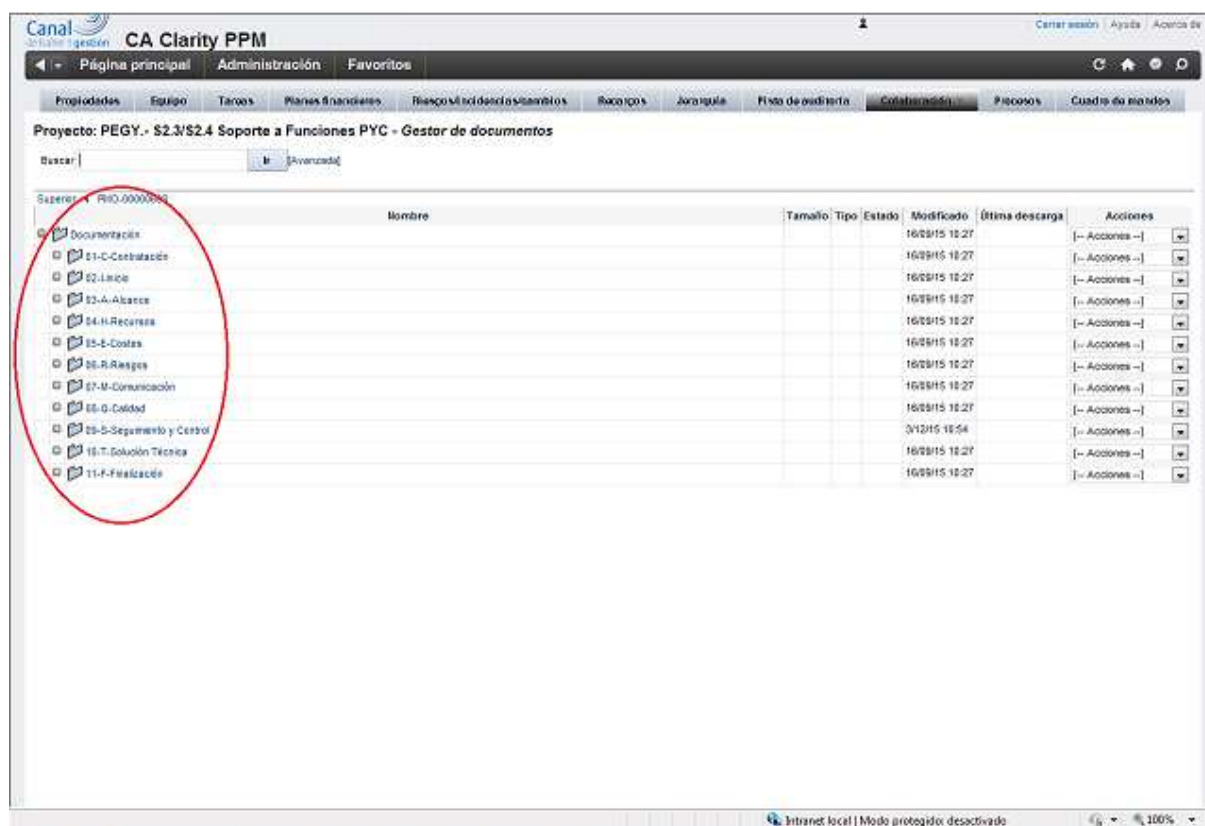 Canal
de Isabel II gestión
CA Clarity PPM
Cerrar sesión Ayuda Acerca de
Página principal Administración Favoritos
Propiedades Equipo Tareas Planes financieros Riesgos/Incidencias/cambios Recargos Jerarquía Pista de auditoría Colaboración Procesos Cuadro de mandos
Proyecto: PEGY.- S2.3/S2.4 Soporte a Funciones PYC - Gestor de documentos
Buscar Ir [Avanzada]
Superior
Nombre Tamaño Tipo Estado Modificado Última descarga Acciones
Documentación 16/09/15 10:27 [-- Acciones --]
01-C-Contratación 16/09/15 10:27 [-- Acciones --]
02-I-Inicio 16/09/15 10:27 [-- Acciones --]
03-A-Alcance 16/09/15 10:27 [-- Acciones --]
04-H-Recursos 16/09/15 10:27 [-- Acciones --]
05-E-Costes 16/09/15 10:27 [-- Acciones --]
06-R-Riesgos 16/09/15 10:27 [-- Acciones --]
07-M-Comunicación 16/09/15 10:27 [-- Acciones --]
08-Q-Calidad 16/09/15 10:27 [-- Acciones --]
09-S-Seguimiento y Control 3/12/15 10:54 [-- Acciones --]
10-T-Solución Técnica 16/09/15 10:27 [-- Acciones --]
11-F-Finalización 16/09/15 10:27 [-- Acciones --]
Intranet local | Modo protegido: desactivado 100%